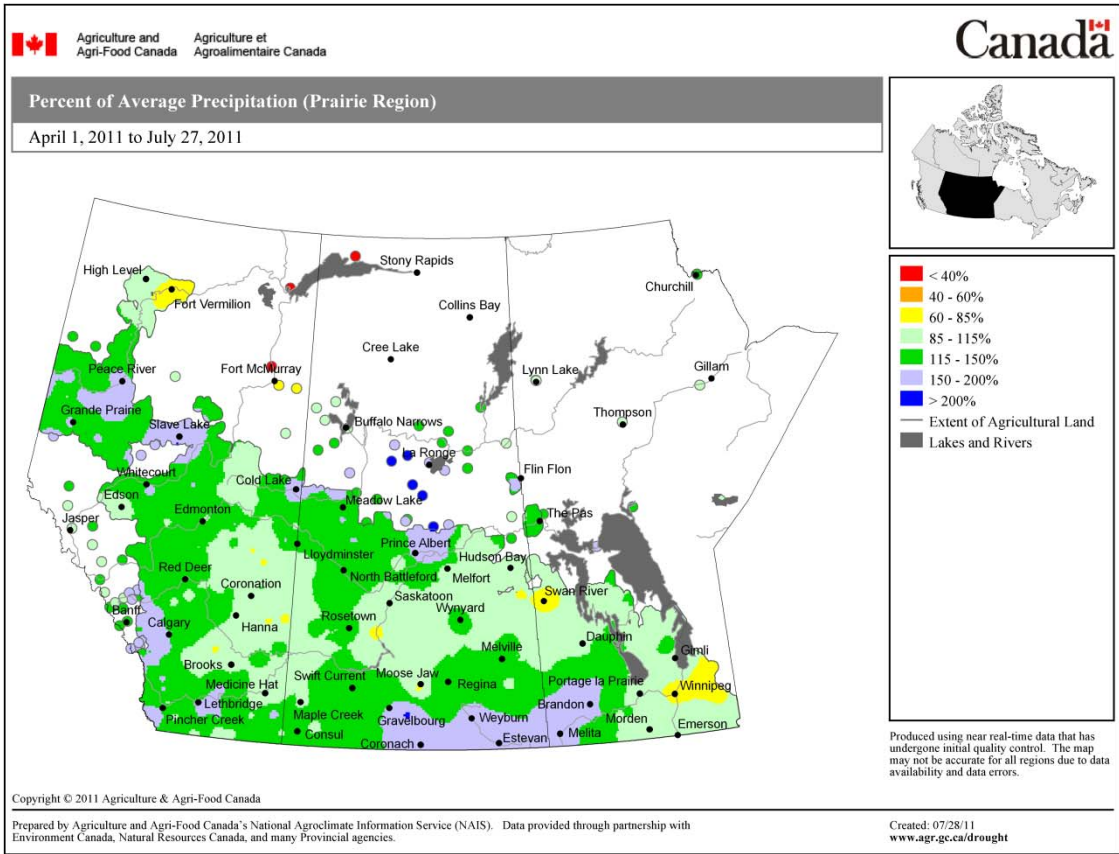 Agriculture and
Agri-Food Canada
Agriculture et
Agroalimentaire Canada
Canada
Percent of Average Precipitation (Prairie Region)
April 1, 2011 to July 27, 2011
High Level
Fort Vermilion
Stony Rapids
Churchill
Collins Bay
Cree Lake
Peace River
Fort McMurray
Lynn Lake
Gillam
Grande Prairie
Thompson
Slave Lake
Buffalo Narrows
La Ronge
Whitecourt
Flin Flon
Cold Lake
Edson
Meadow Lake
Jasper
Edmonton
The Pas
Lloydminster
Prince Albert
Hudson Bay
Red Deer
North Battleford
Melfort
Coronation
Saskatoon
Swan River
Banff
Hanna
Rosetown
Wynyard
Calgary
Dauphin
Brooks
Melville
Gimli
Medicine Hat
Swift Current
Moose Jaw
Regina
Portage la Prairie
Winnipeg
Lethbridge
Pincher Creek
Maple Creek
Gravelbourg
Weyburn
Brandon
Morden
Emerson
Consul
Coronach
Estevan
Melita
< 40%
40 - 60%
60 - 85%
85 - 115%
115 - 150%
150 - 200%
> 200%
Extent of Agricultural Land
Lakes and Rivers
Produced using near real-time data that has
undergone initial quality control. The map
may not be accurate for all regions due to data
availability and data errors.
Copyright © 2011 Agriculture & Agri-Food Canada
Prepared by Agriculture and Agri-Food Canada's National Agroclimate Information Service (NAIS). Data provided through partnership with
Environment Canada, Natural Resources Canada, and many Provincial agencies.
Created: 07/28/11
www.agr.gc.ca/drought